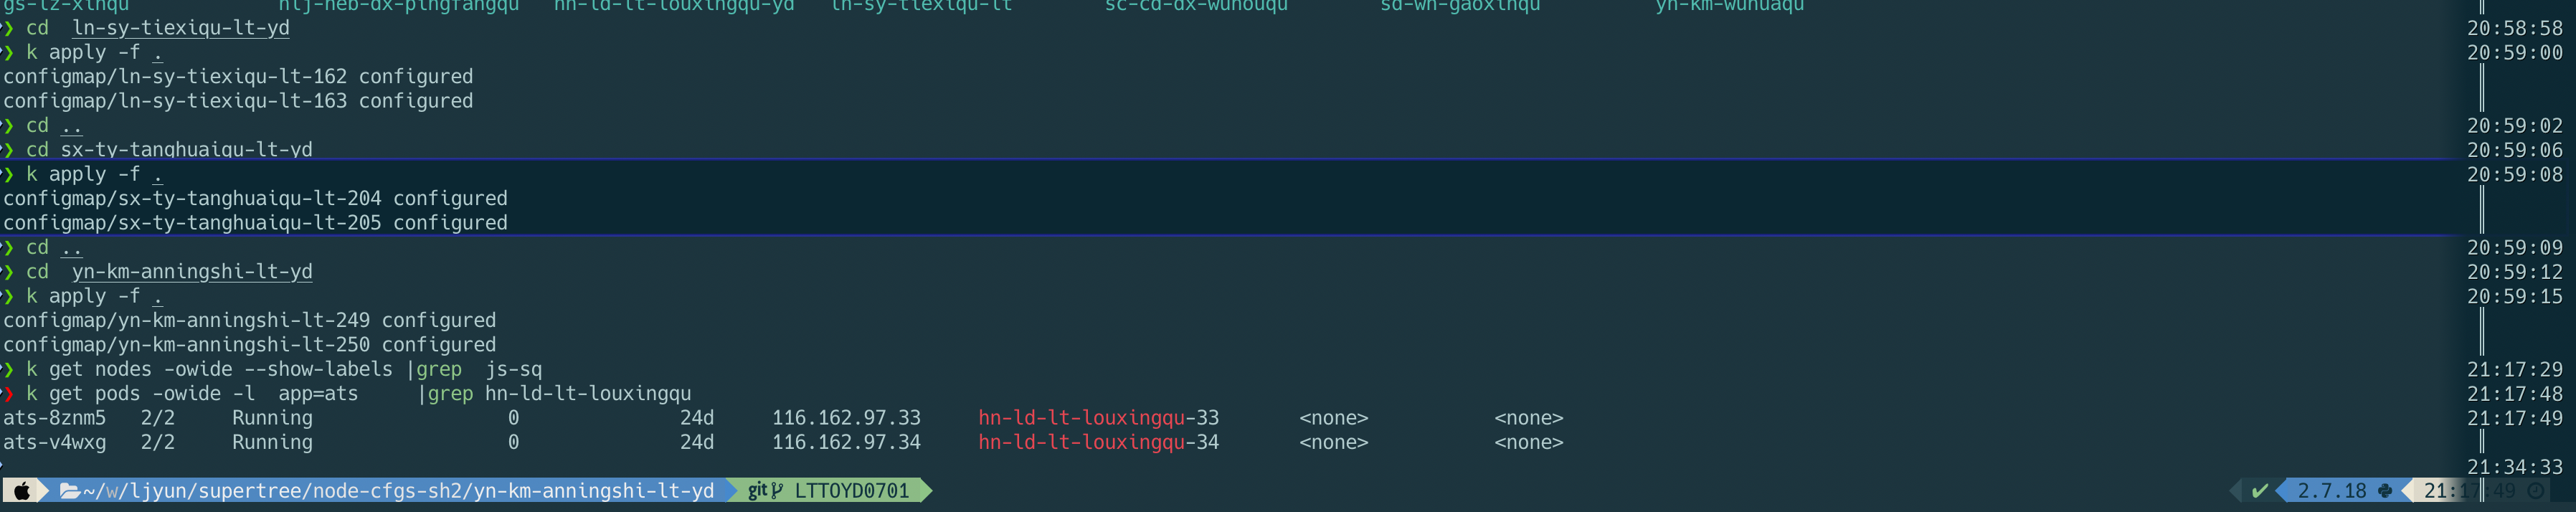 gs-lz-xinqu hlj-heb-dx-pingfangqu hn-ld-lt-louxingqu-yd ln-sy-tiexiqu-lt sc-cd-dx-wuhouqu sd-wh-gaoxinqu yn-km-wuhuaqu
❯ cd ln-sy-tiexiqu-lt-yd 20:58:58
❯ k apply -f . 20:59:00
configmap/ln-sy-tiexiqu-lt-162 configured
configmap/ln-sy-tiexiqu-lt-163 configured
❯ cd .. 20:59:02
❯ cd sx-ty-tanghuaiqu-lt-yd 20:59:06
❯ k apply -f . 20:59:08
configmap/sx-ty-tanghuaiqu-lt-204 configured
configmap/sx-ty-tanghuaiqu-lt-205 configured
❯ cd .. 20:59:09
❯ cd yn-km-anningshi-lt-yd 20:59:12
❯ k apply -f . 20:59:15
configmap/yn-km-anningshi-lt-249 configured
configmap/yn-km-anningshi-lt-250 configured
❯ k get nodes -owide --show-labels |grep js-sq 21:17:29
❯ k get pods -owide -l app=ats |grep hn-ld-lt-louxingqu 21:17:48
ats-8znm5 2/2 Running 0 24d 116.162.97.33 hn-ld-lt-louxingqu-33 <none> <none> 21:17:49
ats-v4wxg 2/2 Running 0 24d 116.162.97.34 hn-ld-lt-louxingqu-34 <none> <none>
21:34:33
~/w/ljyun/supertree/node-cfgs-sh2/yn-km-anningshi-lt-yd git LTTOYD0701 ✔ 2.7.18 21:17:49